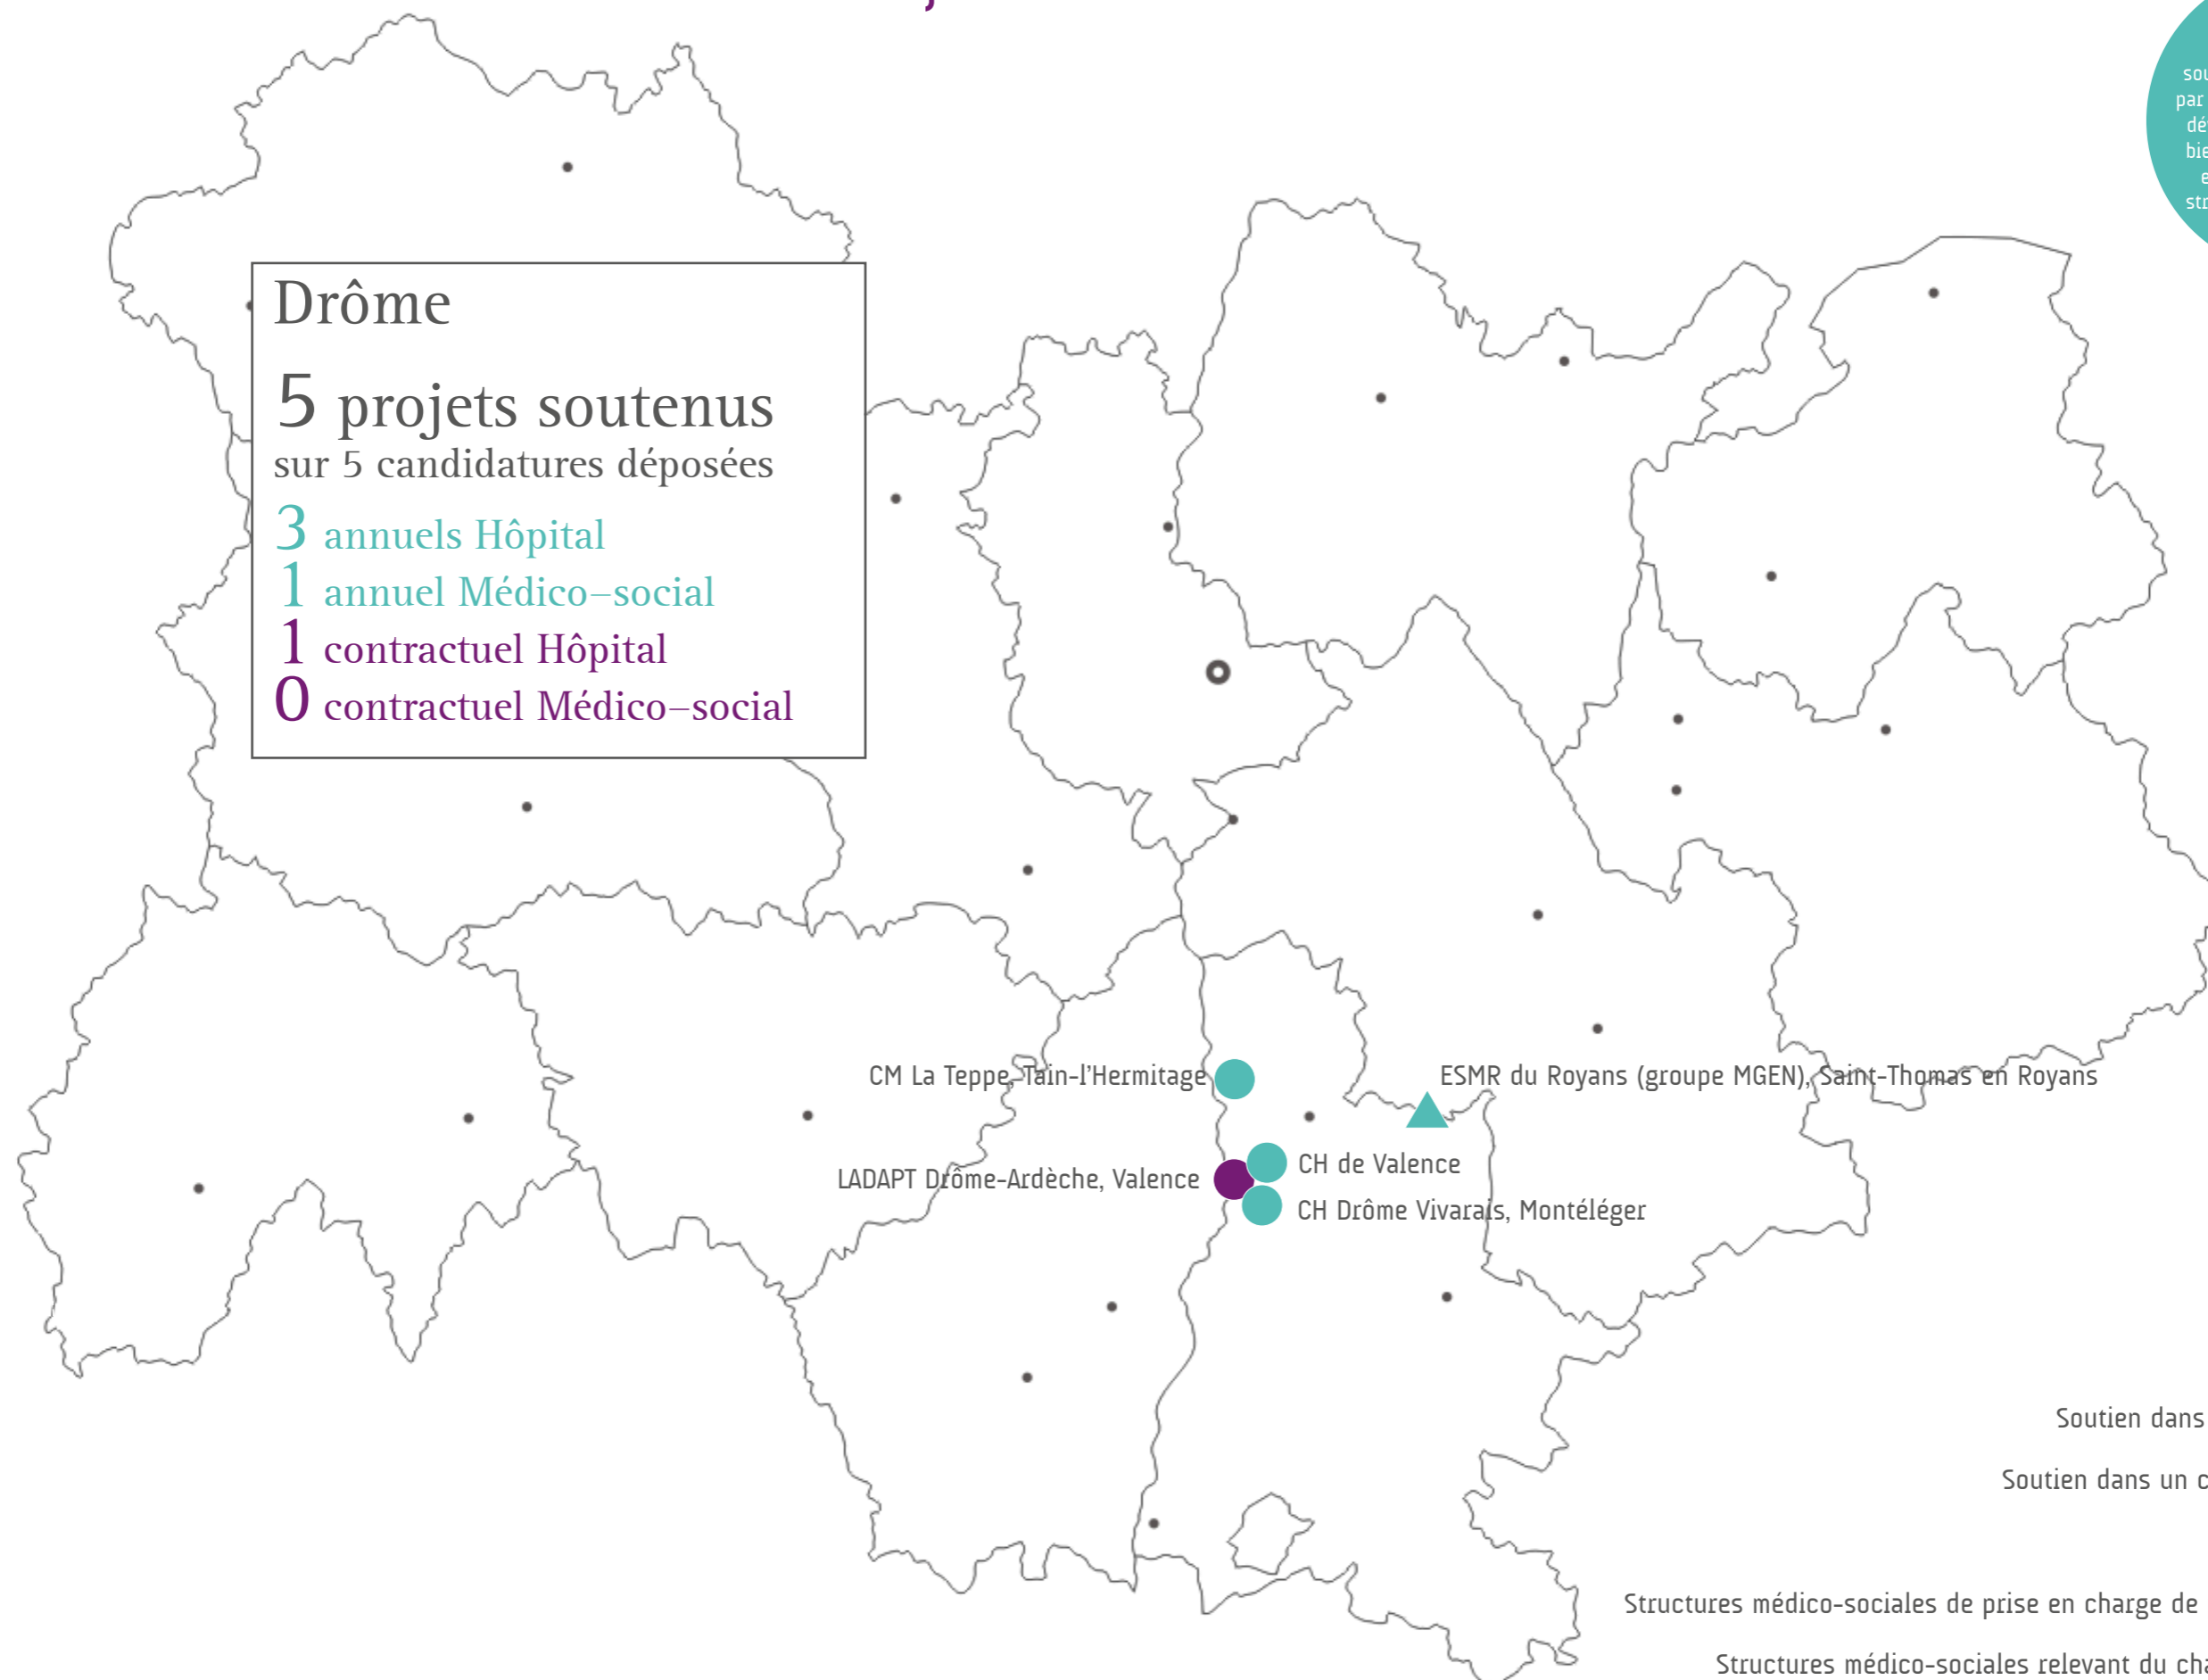 par
Drôme
5 projets soutenus
sur 5 candidatures déposées
3 annuels Hôpital
1 annuel Médico-social
1 contractuel Hôpital
0 contractuel Médico-social
CM La Teppe, Tain-l'Hermitage
ESMR du Royans (groupe MGEN), Saint-Thomas en Royans
CH de Valence
LADAPT Drôme-Ardèche, Valence
CH Drôme Vivarais, Montéléger
Soutien dans
Soutien dans un
Structures médico-sociales de prise en charge de
Structures médico-sociales relevant du